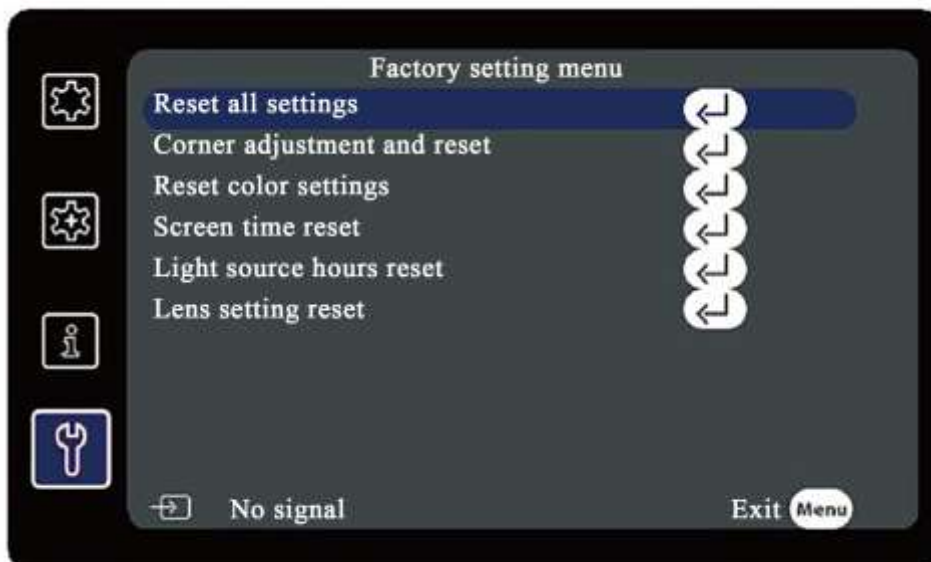 Factory setting menu
Reset all settings
Corner adjustment and reset
Reset color settings
Screen time reset
Light source hours reset
Lens setting reset
No signal
Exit Menu